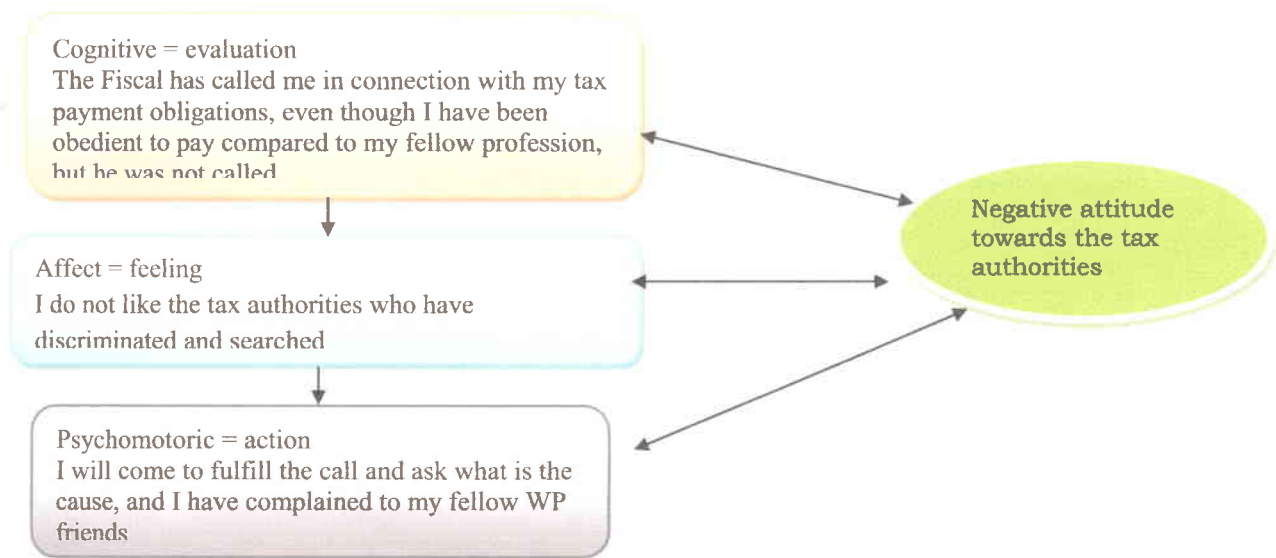 Cognitive = evaluation
The Fiscal has called me in connection with my tax
payment obligations, even though I have been
obedient to pay compared to my fellow profession,
but he was not called
Affect = feeling
I do not like the tax authorities who have
discriminated and searched
Psychomotoric = action
I will come to fulfill the call and ask what is the
cause, and I have complained to my fellow WP
friends
Negative attitude
towards the tax
authorities